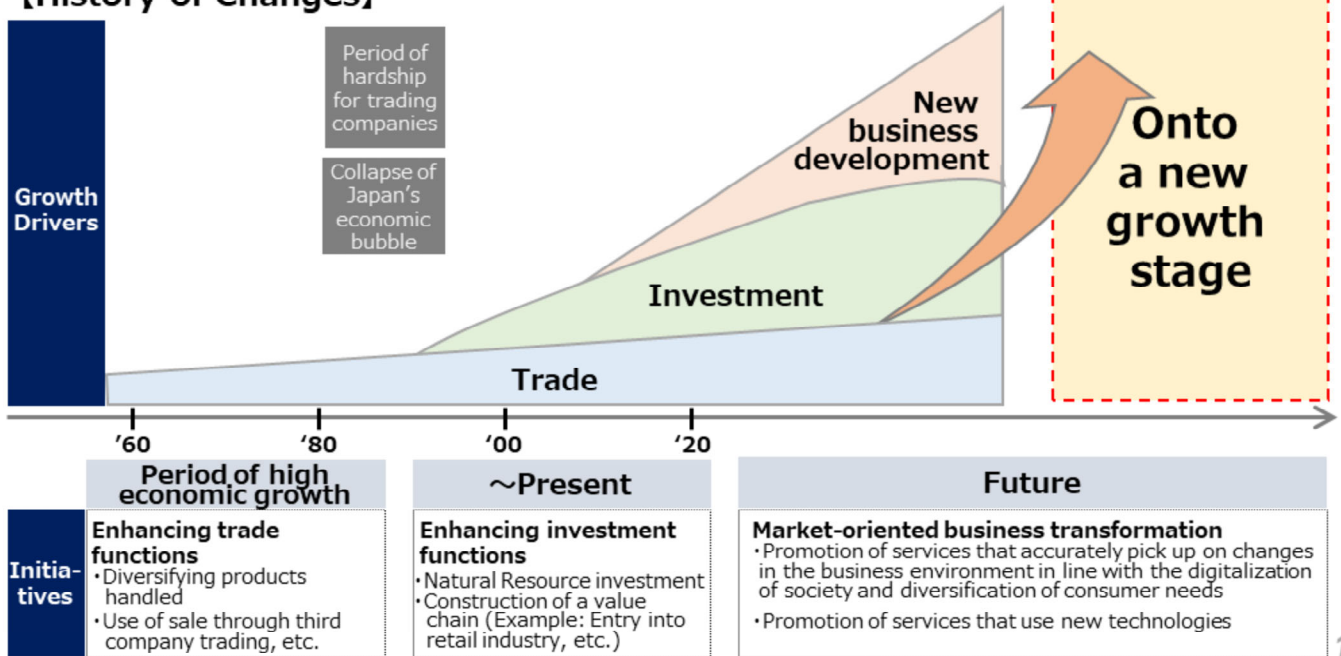 【History of Changes】
Period of
hardship
for trading
companies
Collapse of
Japan's
economic
bubble
Growth
Drivers
New
business
development
Investment
Trade
Onto
a new
growth
stage
'60
'80
'00
'20
Period of high
economic growth
～Present
Future
Initia-
tives
Enhancing trade
functions
・Diversifying products
handled
・Use of sale through third
company trading, etc.
Enhancing investment
functions
・Natural Resource investment
・Construction of a value
chain (Example: Entry into
retail industry, etc.)
Market-oriented business transformation
・Promotion of services that accurately pick up on changes
in the business environment in line with the digitalization
of society and diversification of consumer needs
・Promotion of services that use new technologies